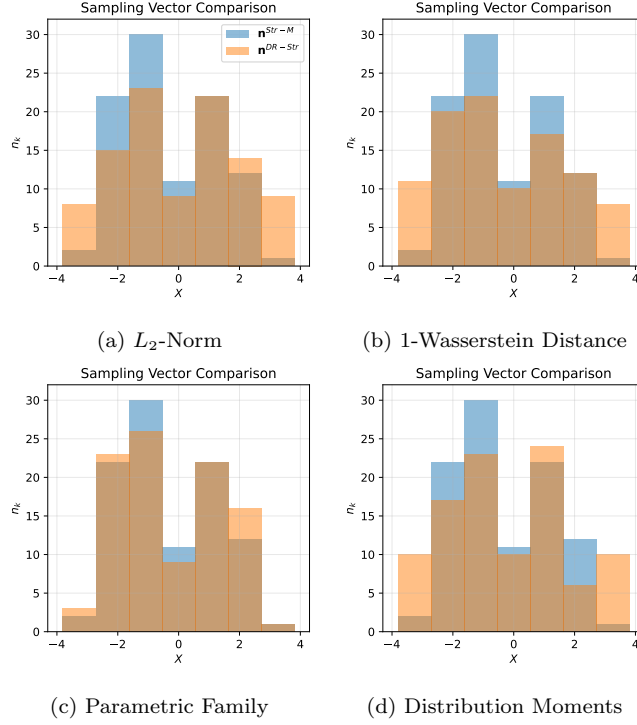 Sampling Vector Comparison
Sampling Vector Comparison
30
25
20
15
10
5
0
n_k
n^{Str−M}
n^{DR−Str}
−4 −2 0 2 4
X
30
25
20
15
10
5
0
n_k
−4 −2 0 2 4
X
(a) L₂-Norm
(b) 1-Wasserstein Distance
Sampling Vector Comparison
Sampling Vector Comparison
30
25
20
15
10
5
0
n_k
−4 −2 0 2 4
X
30
25
20
15
10
5
0
n_k
−4 −2 0 2 4
X
(c) Parametric Family
(d) Distribution Moments